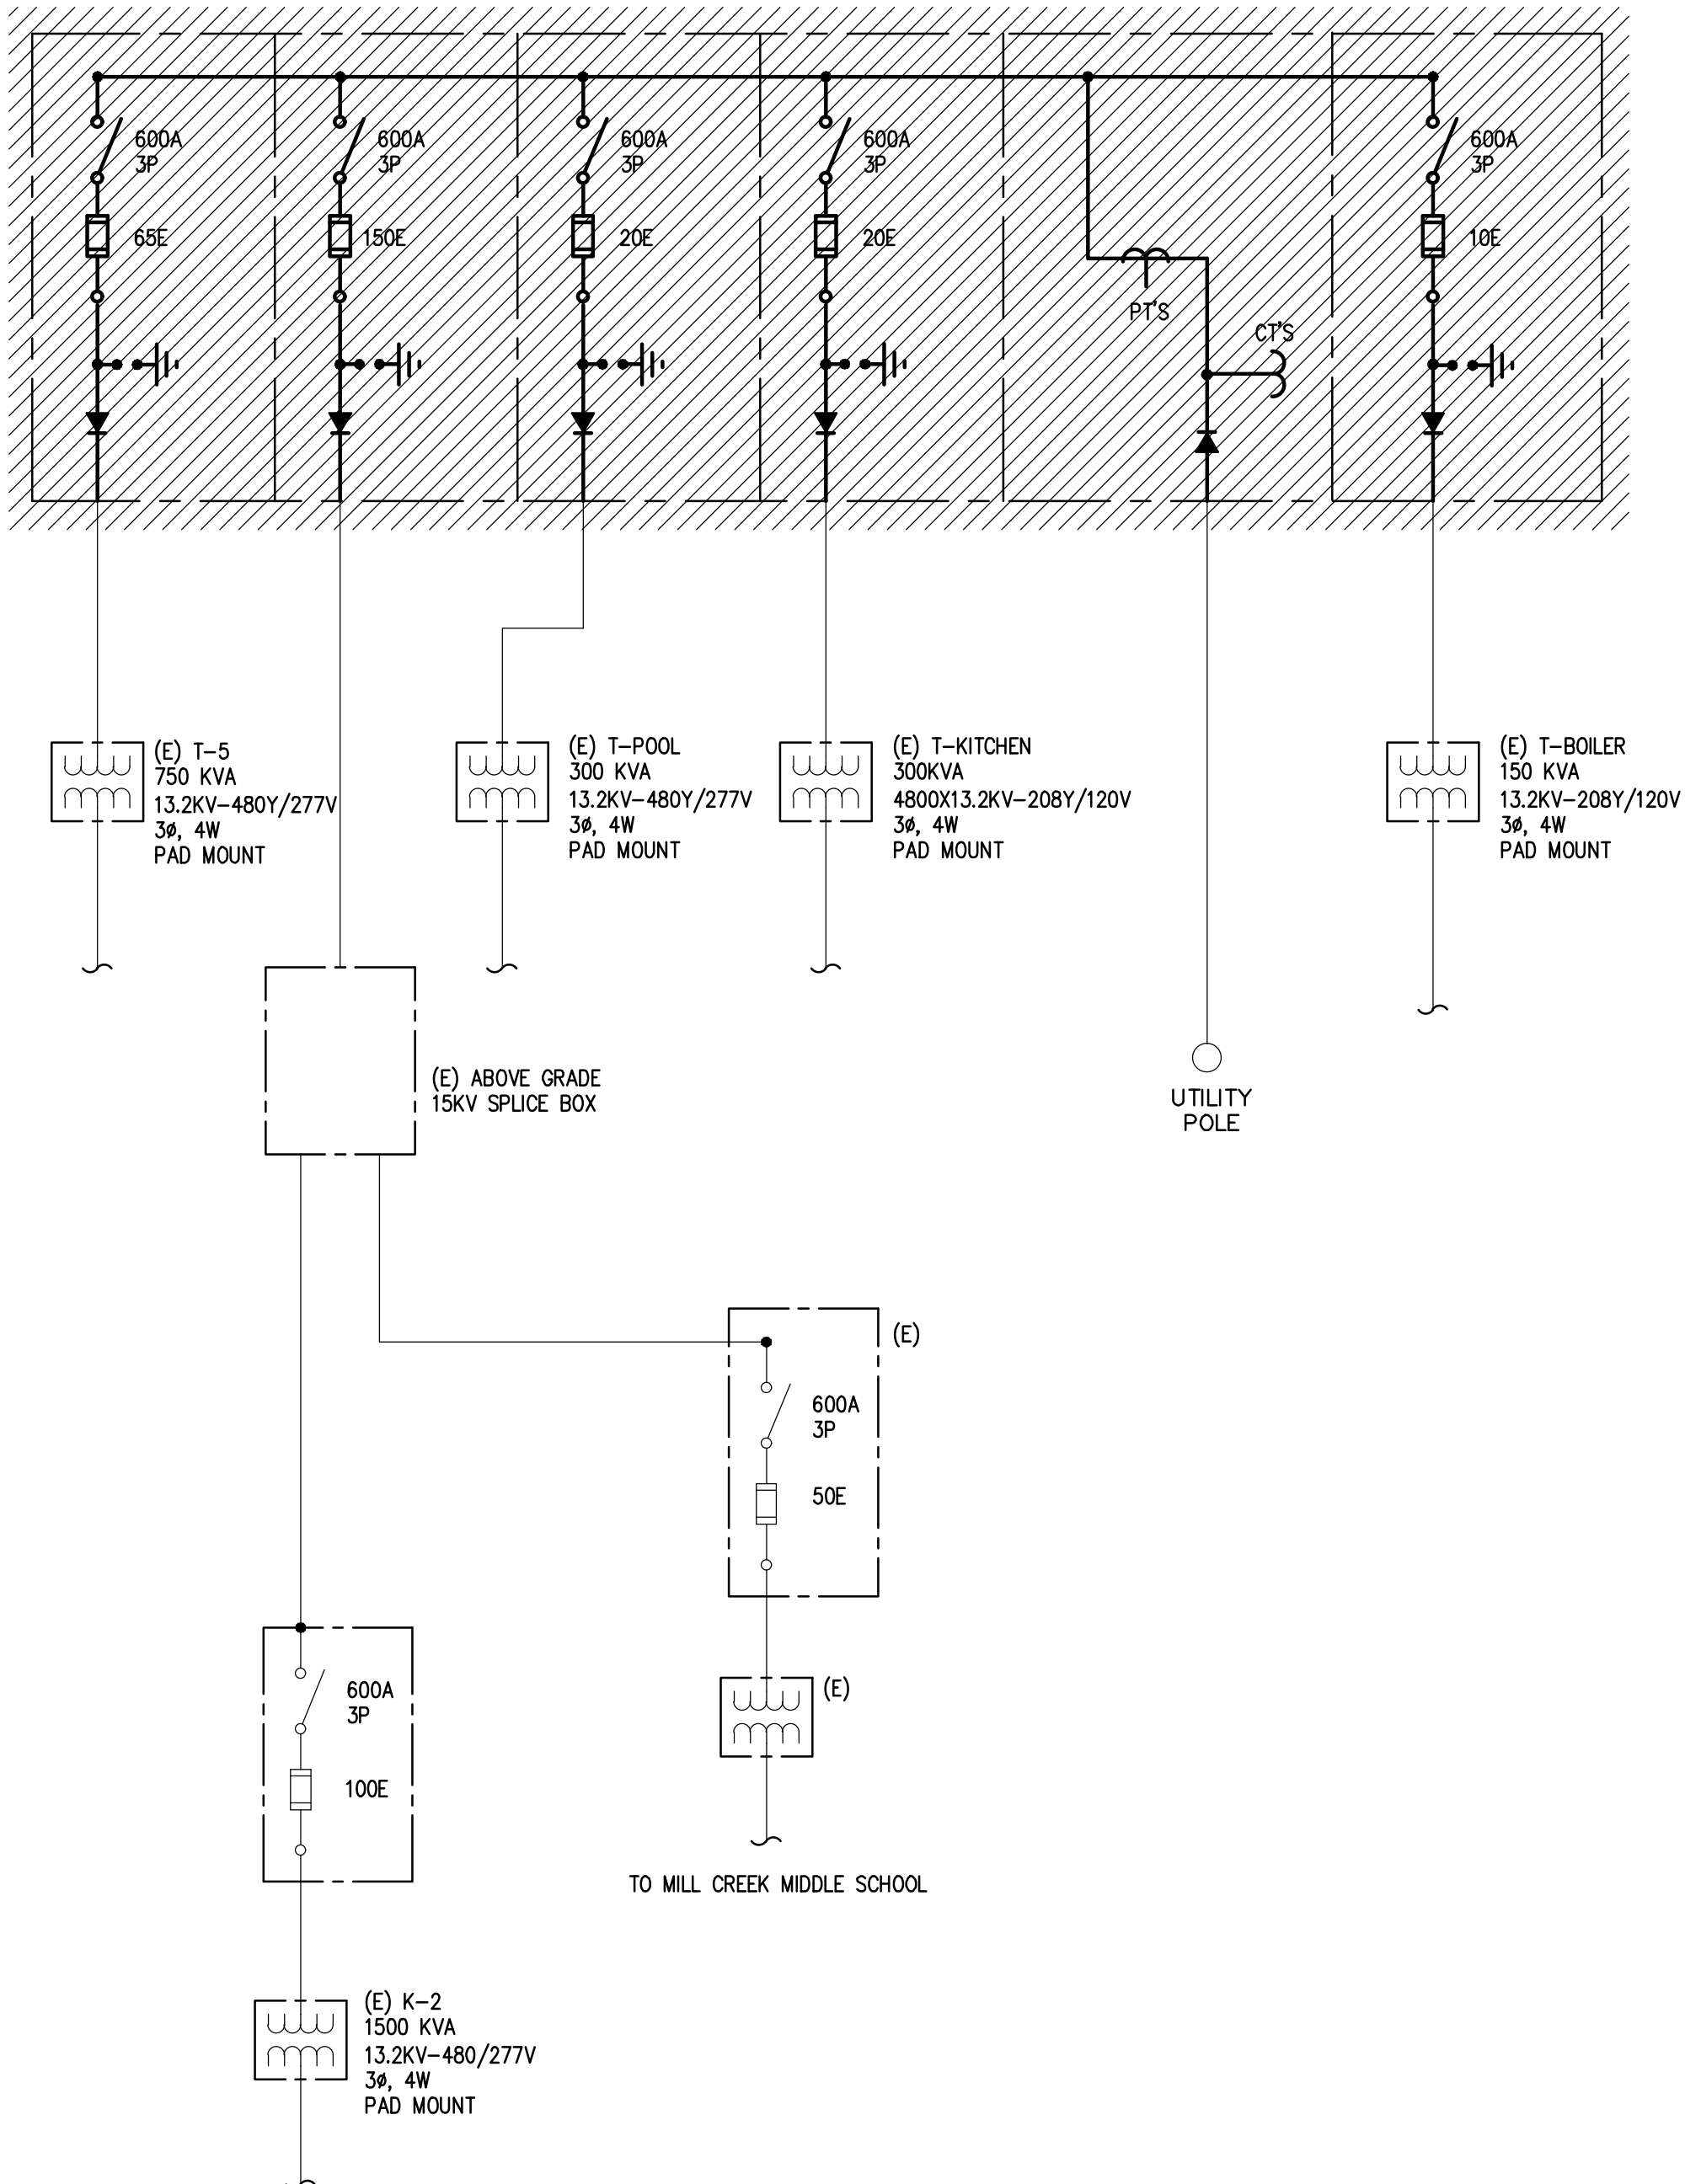 600A
3P
65E
600A
3P
150E
600A
3P
20E
600A
3P
20E
PT'S
CT'S
600A
3P
10E
(E) T-5
750 KVA
13.2KV-480Y/277V
3ø, 4W
PAD MOUNT
(E) T-POOL
300 KVA
13.2KV-480Y/277V
3ø, 4W
PAD MOUNT
(E) T-KITCHEN
300KVA
4800X13.2KV-208Y/120V
3ø, 4W
PAD MOUNT
(E) T-BOILER
150 KVA
13.2KV-208Y/120V
3ø, 4W
PAD MOUNT
(E) ABOVE GRADE
15KV SPLICE BOX
UTILITY
POLE
(E)
600A
3P
50E
(E)
TO MILL CREEK MIDDLE SCHOOL
600A
3P
100E
(E) K-2
1500 KVA
13.2KV-480/277V
3ø, 4W
PAD MOUNT